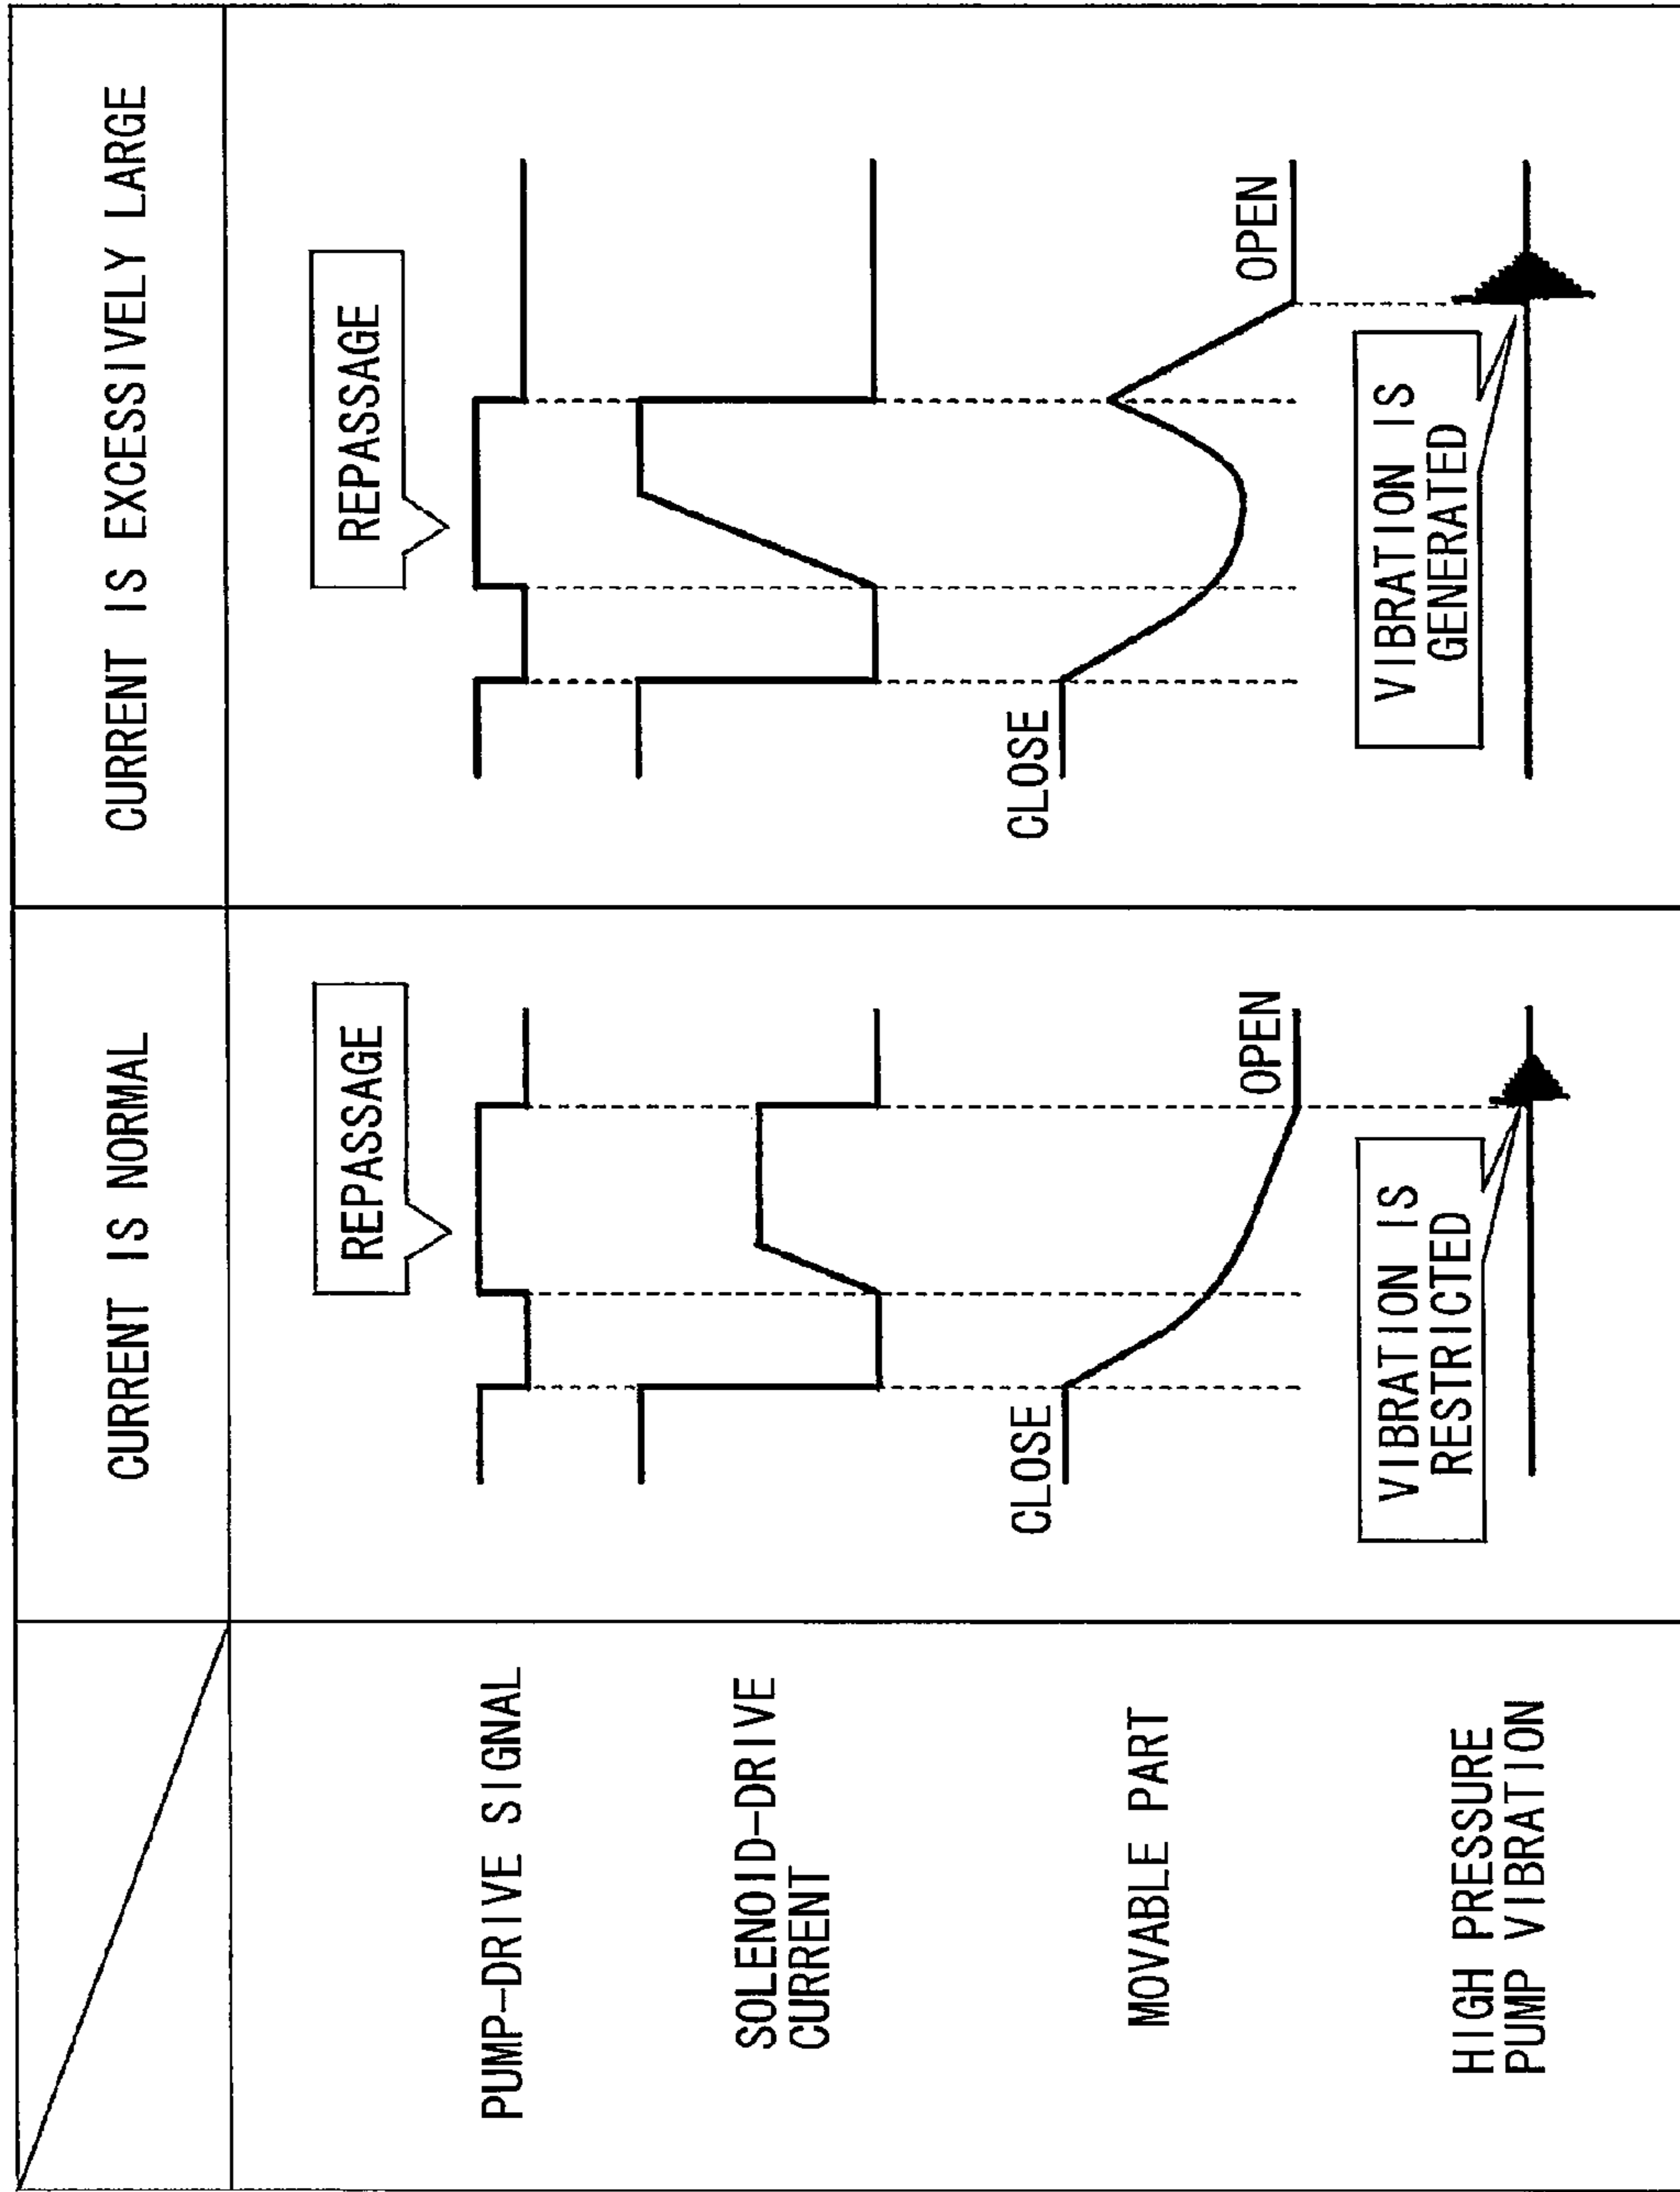 CURRENT IS NORMAL
CURRENT IS EXCESSIVELY LARGE
PUMP-DRIVE SIGNAL
REPASSAGE
REPASSAGE
SOLENOID-DRIVE
CURRENT
MOVABLE PART
CLOSE
OPEN
CLOSE
OPEN
HIGH PRESSURE
PUMP VIBRATION
VIBRATION IS
RESTRICTED
VIBRATION IS
GENERATED